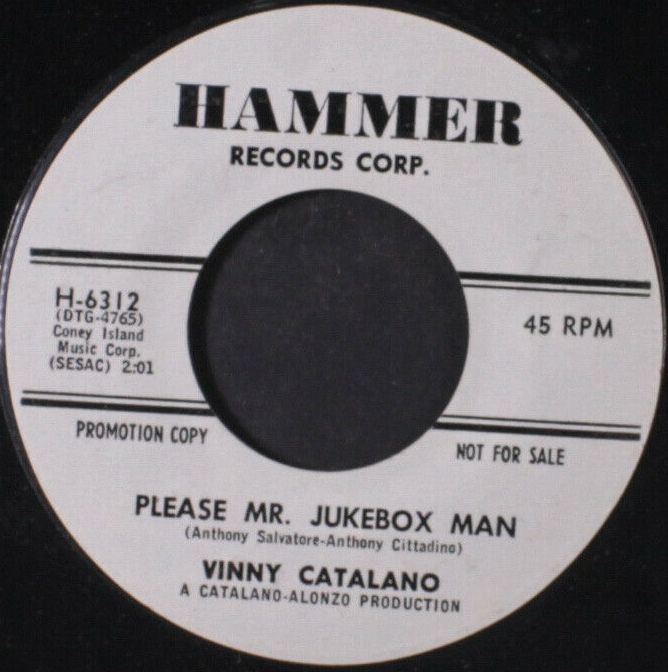 HAMMER
RECORDS CORP.
H-6312
(DTG-4765)
Coney Island
Music Corp.
(SESAC) 2:01
45 RPM
PROMOTION COPY
NOT FOR SALE
PLEASE MR. JUKEBOX MAN
(Anthony Salvatore-Anthony Cittadino)
VINNY CATALANO
A CATALANO-ALONZO PRODUCTION